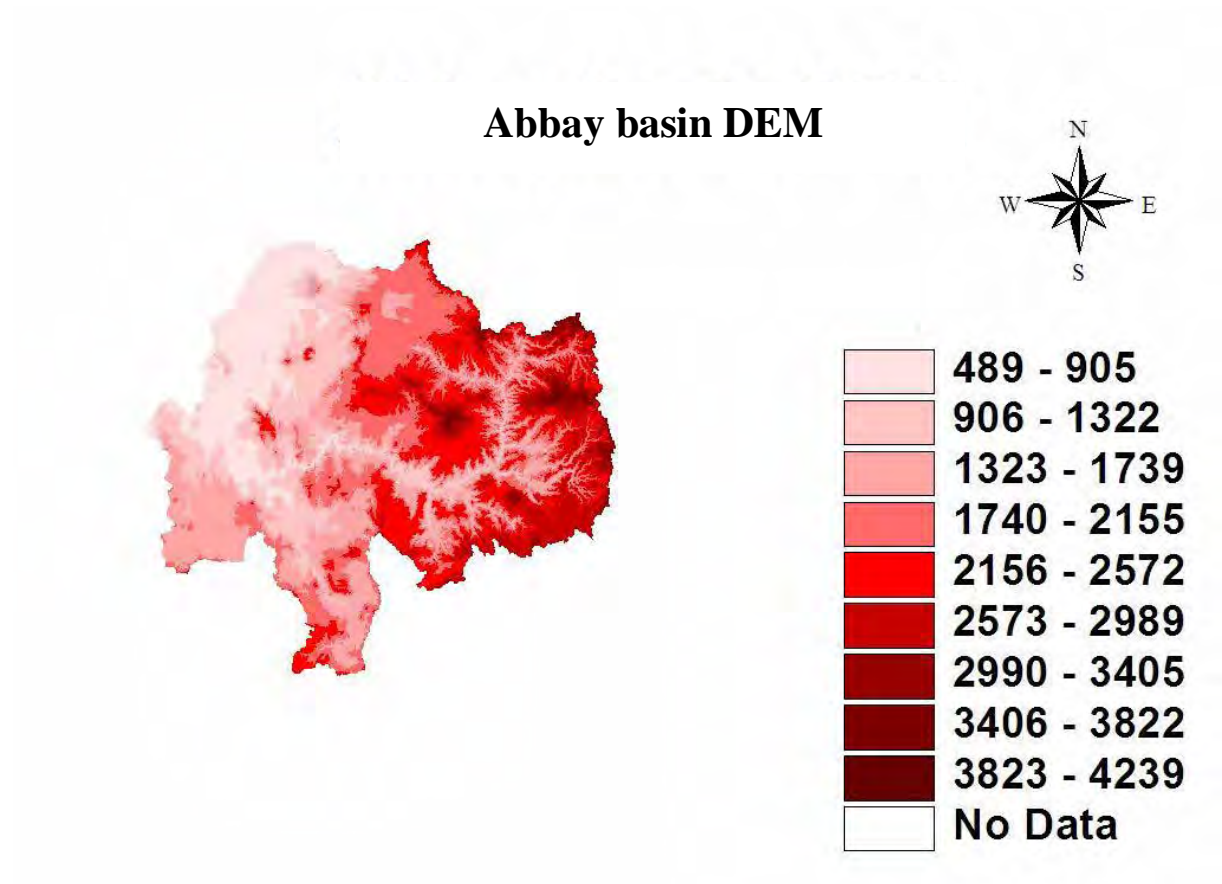 Abbay basin DEM
N
W E
S
489 - 905
906 - 1322
1323 - 1739
1740 - 2155
2156 - 2572
2573 - 2989
2990 - 3405
3406 - 3822
3823 - 4239
No Data